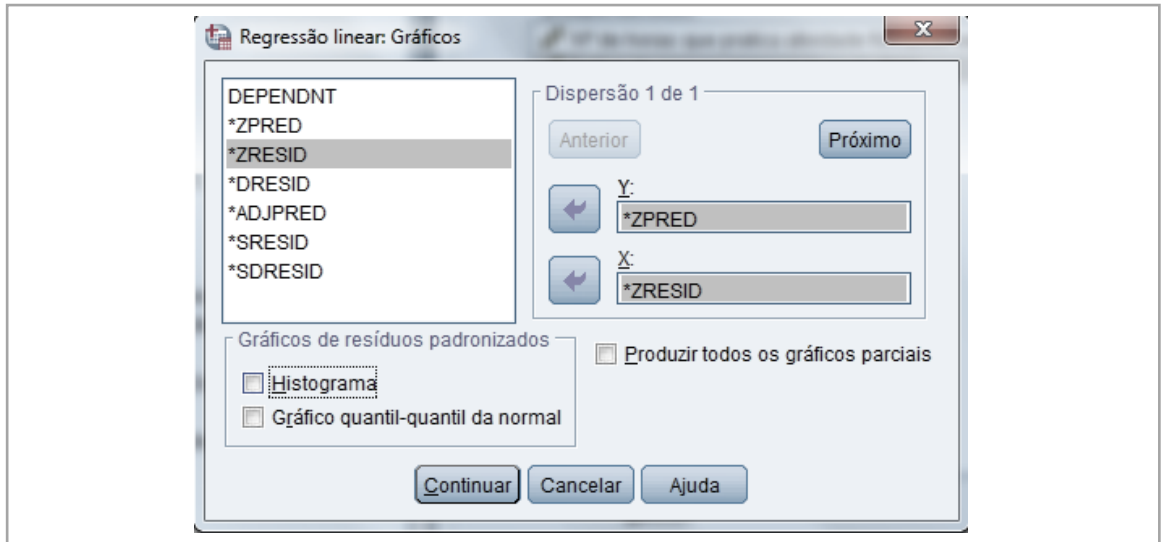 Regressão linear: Gráficos
x
DEPENDNT
*ZPRED
*ZRESID
*DRESID
*ADJPRED
*SRESID
*SDRESID
Dispersão 1 de 1
Anterior
Próximo
Y:
*ZPRED
X:
*ZRESID
Gráficos de resíduos padronizados
Histograma
Gráfico quantil-quantil da normal
Produzir todos os gráficos parciais
Continuar
Cancelar
Ajuda